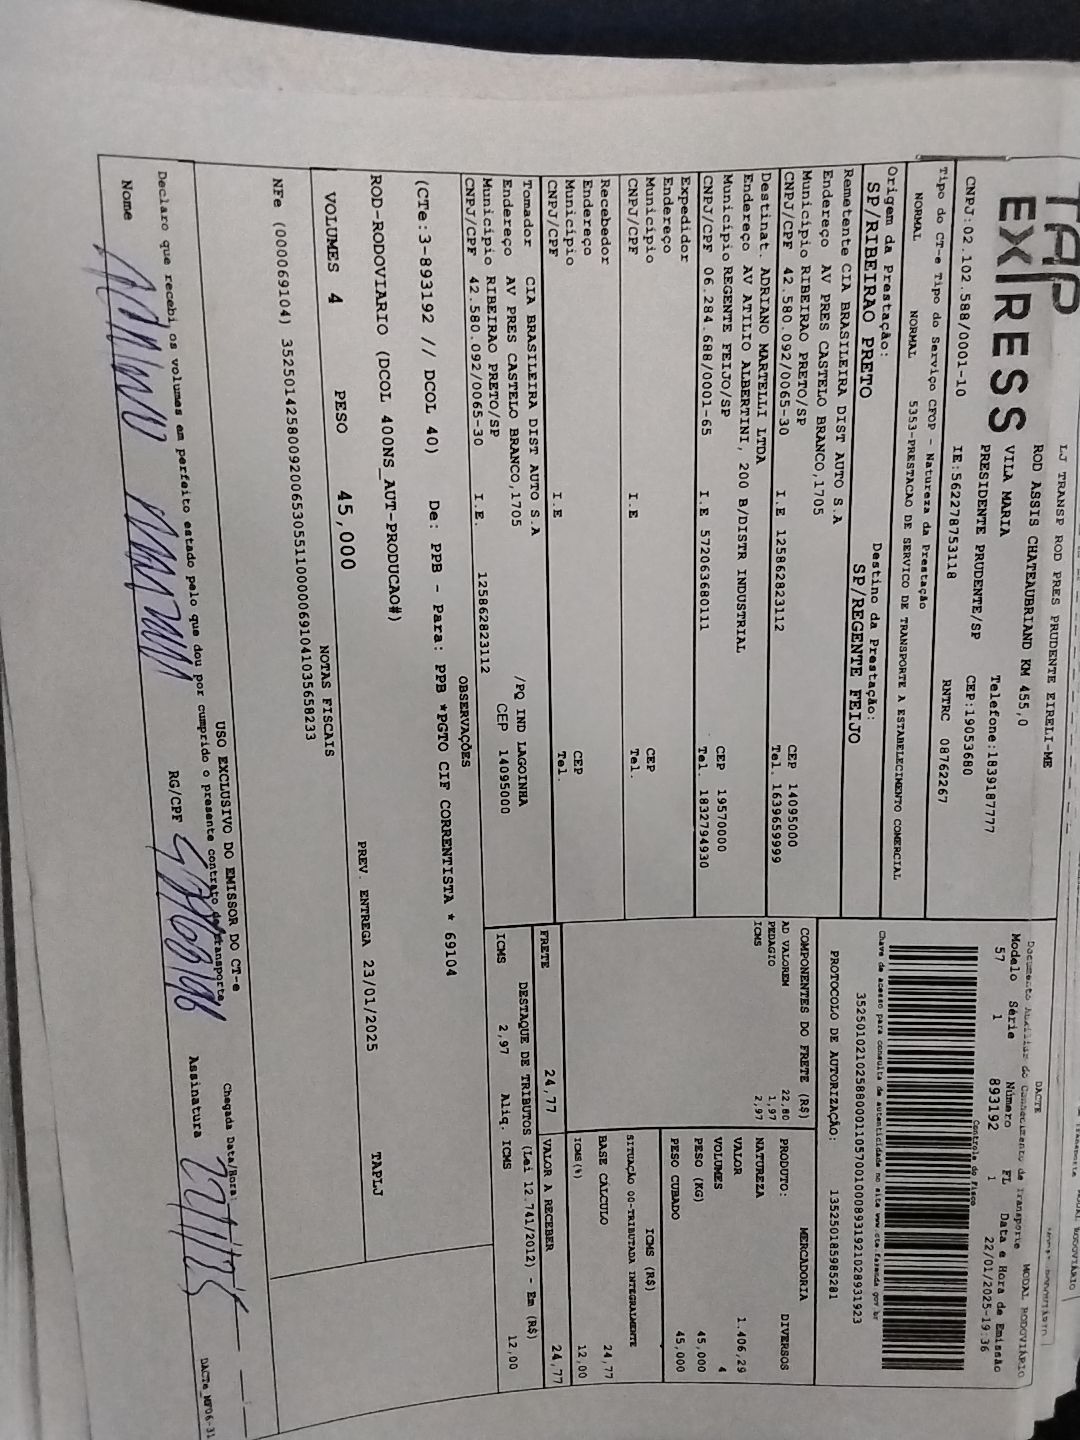 TAP
EXPRESS
LJ TRANSP ROD PRES PRUDENTE EIRELI-ME
ROD ASSIS CHATEAUBRIAND KM 455,0
VILA MARIA
Telefone:1839187777
PRESIDENTE PRUDENTE/SP CEP:19053680
CNPJ:02.102.588/0001-10 IE:562278753118 RNTRC 08762267
DACTE
Documento Auxiliar do Conhecimento de Transporte MODAL RODOVIÁRIO
Modelo Série Número FL Data e Hora de Emissão
57 1 893192 1 22/01/2025-19:36
Controle do Fisco
Chave de acesso para consulta de autenticidade no site www.cte.fazenda.gov.br
35250102102588000110570010008931921028931923
PROTOCOLO DE AUTORIZAÇÃO: 135250185985281
Tipo do CT-e Tipo do Serviço CFOP - Natureza da Prestação
NORMAL NORMAL 5353-PRESTACAO DE SERVICO DE TRANSPORTE A ESTABELECIMENTO COMERCIAL
Origem da Prestação: Destino da Prestação:
SP/RIBEIRAO PRETO SP/REGENTE FEIJO
Remetente CIA BRASILEIRA DIST AUTO S.A
Endereço AV PRES CASTELO BRANCO,1705
Município RIBEIRAO PRETO/SP CEP 14095000
CNPJ/CPF 42.580.092/0065-30 I.E 125862823112 Tel. 1639659999
Destinat. ADRIANO MARTELLI LTDA
Endereço AV ATILIO ALBERTINI, 200 B/DISTR INDUSTRIAL
Município REGENTE FEIJO/SP CEP 19570000
CNPJ/CPF 06.284.688/0001-65 I.E 572063680111 Tel. 1832794930
Expedidor
Endereço
Município CEP
CNPJ/CPF I.E Tel.
Recebedor
Endereço
Município CEP
CNPJ/CPF I.E Tel.
Tomador CIA BRASILEIRA DIST AUTO S.A
Endereço AV PRES CASTELO BRANCO,1705 /PQ IND LAGOINHA
Município RIBEIRAO PRETO/SP CEP 14095000
CNPJ/CPF 42.580.092/0065-30 I.E. 125862823112
COMPONENTES DO FRETE (R$)
AD VALOREM 22,80
PEDAGIO 1,97
ICMS 2,97
PRODUTO: MERCADORIA
NATUREZA DIVERSOS
VALOR 1.406,29
VOLUMES 4
PESO (KG) 45,000
PESO CUBADO 45,000
ICMS (R$)
SITUAÇÃO 00-TRIBUTADA INTEGRALMENTE
BASE CÁLCULO 24,77
ICMS(%) 12,00
FRETE 24,77 VALOR A RECEBER 24,77
DESTAQUE DE TRIBUTOS (Lei 12.741/2012) - Em (R$)
ICMS 2,97 Aliq. ICMS 12,00
OBSERVAÇÕES
(CTe:3-893192 // DCOL 40) De: PPB - Para: PPB *PGTO CIF CORRENTISTA * 69104
ROD-RODOVIARIO (DCOL 400NS_AUT-PRODUCAO#)
VOLUMES 4 PESO 45,000 PREV. ENTREGA 23/01/2025 TAPLJ
NOTAS FISCAIS
NFe (000069104) 35250142580092006530551100000691041035658233
USO EXCLUSIVO DO EMISSOR DO CT-e
Declaro que recebi os volumes em perfeito estado pelo que dou por cumprido o presente contrato de transporte.
Chegada Data/Hora:
Nome RG/CPF Assinatura